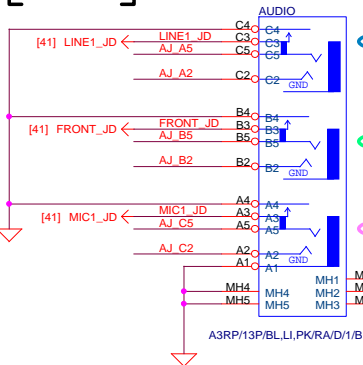 AUDIO
C4 C4
[41] LINE1_JD LINE1_JD C3 C3
AJ_A5 C5 C5
AJ_A2 C2 C2
GND
B4 B4
[41] FRONT_JD FRONT_JD B3 B3
AJ_B5 B5 B5
AJ_B2 B2 B2
GND
A4 A4
[41] MIC1_JD MIC1_JD A3 A3
AJ_C5 A5 A5
AJ_C2 A2 A2
GND
A1 A1
MH1
MH4 MH4 MH2
MH5 MH5 MH3
A3RP/13P/BL,LI,PK/RA/D/1/B